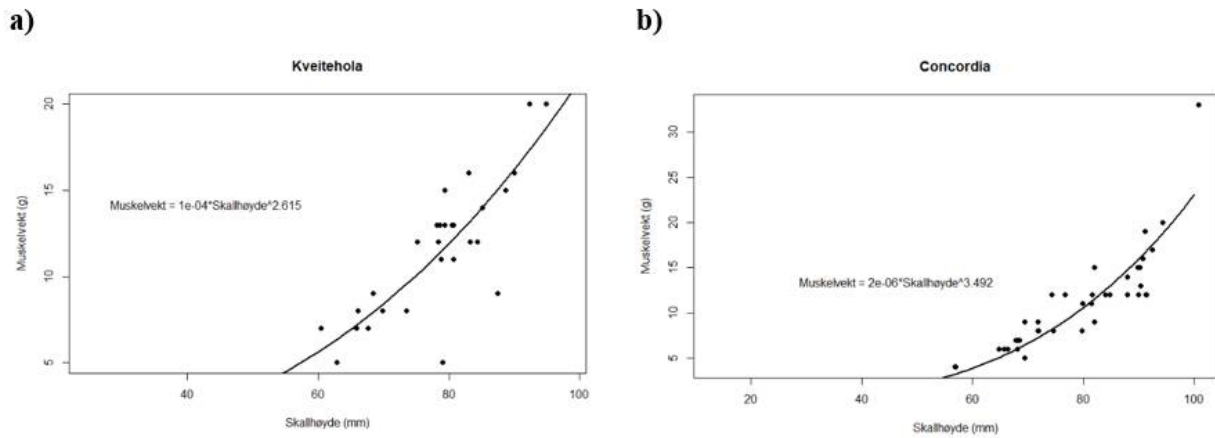 a)
Kveitehola
20
15
10
5
Muskelvekt (g)
Muskelvekt = 1e-04*Skallhøyde^2.615
40 60 80 100
Skallhøyde (mm)
b)
Concordia
30
25
20
15
10
5
Muskelvekt (g)
Muskelvekt = 2e-06*Skallhøyde^3.492
20 40 60 80 100
Skallhøyde (mm)